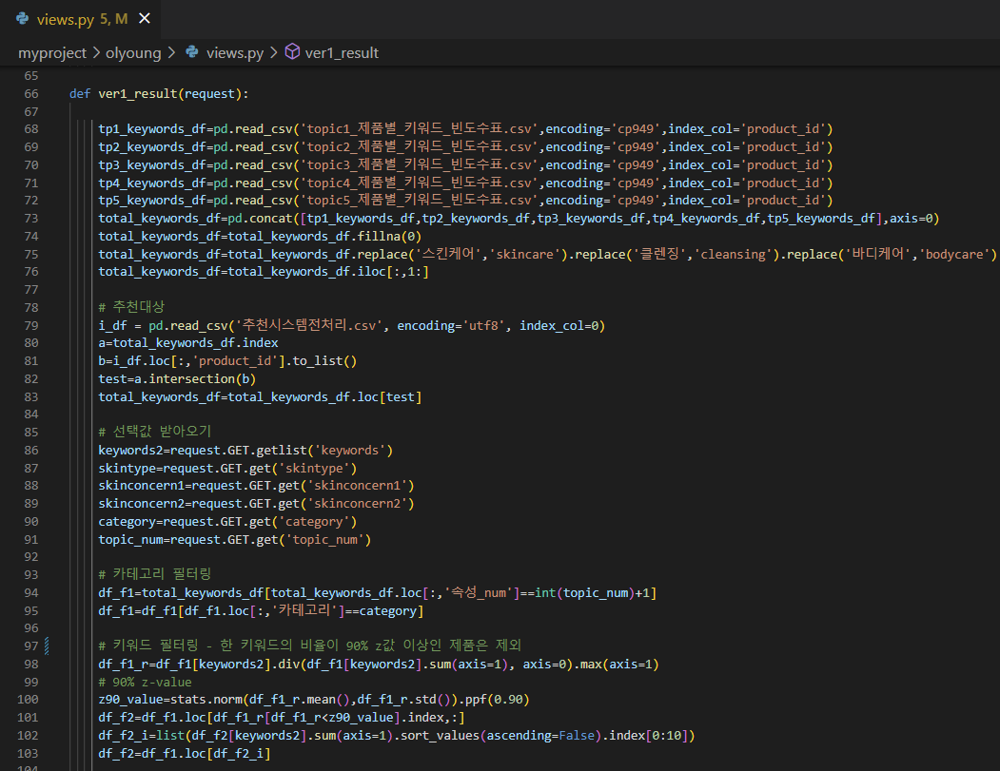 views.py 5, M ×
myproject > olyoung > views.py > ver1_result
65
66 def ver1_result(request):
67
68 tp1_keywords_df=pd.read_csv('topic1_제품별_키워드_빈도수표.csv',encoding='cp949',index_col='product_id')
69 tp2_keywords_df=pd.read_csv('topic2_제품별_키워드_빈도수표.csv',encoding='cp949',index_col='product_id')
70 tp3_keywords_df=pd.read_csv('topic3_제품별_키워드_빈도수표.csv',encoding='cp949',index_col='product_id')
71 tp4_keywords_df=pd.read_csv('topic4_제품별_키워드_빈도수표.csv',encoding='cp949',index_col='product_id')
72 tp5_keywords_df=pd.read_csv('topic5_제품별_키워드_빈도수표.csv',encoding='cp949',index_col='product_id')
73 total_keywords_df=pd.concat([tp1_keywords_df,tp2_keywords_df,tp3_keywords_df,tp4_keywords_df,tp5_keywords_df],axis=0)
74 total_keywords_df=total_keywords_df.fillna(0)
75 total_keywords_df=total_keywords_df.replace('스킨케어','skincare').replace('클렌징','cleansing').replace('바디케어','bodycare')
76 total_keywords_df=total_keywords_df.iloc[:,1:]
77
78 # 추천대상
79 i_df = pd.read_csv('추천시스템전처리.csv', encoding='utf8', index_col=0)
80 a=total_keywords_df.index
81 b=i_df.loc[:,'product_id'].to_list()
82 test=a.intersection(b)
83 total_keywords_df=total_keywords_df.loc[test]
84
85 # 선택값 받아오기
86 keywords2=request.GET.getlist('keywords')
87 skintype=request.GET.get('skintype')
88 skinconcern1=request.GET.get('skinconcern1')
89 skinconcern2=request.GET.get('skinconcern2')
90 category=request.GET.get('category')
91 topic_num=request.GET.get('topic_num')
92
93 # 카테고리 필터링
94 df_f1=total_keywords_df[total_keywords_df.loc[:,'속성_num']==int(topic_num)+1]
95 df_f1=df_f1[df_f1.loc[:,'카테고리']==category]
96
97 # 키워드 필터링 - 한 키워드의 비율이 90% z값 이상인 제품은 제외
98 df_f1_r=df_f1[keywords2].div(df_f1[keywords2].sum(axis=1), axis=0).max(axis=1)
99 # 90% z-value
100 z90_value=stats.norm(df_f1_r.mean(),df_f1_r.std()).ppf(0.90)
101 df_f2=df_f1.loc[df_f1_r[df_f1_r<z90_value].index,:]
102 df_f2_i=list(df_f2[keywords2].sum(axis=1).sort_values(ascending=False).index[0:10])
103 df_f2=df_f1.loc[df_f2_i]
104